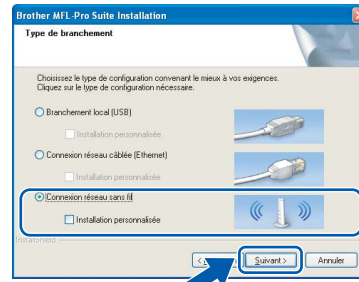 Brother MFL-Pro Suite Installation
Type de branchement
Choisissez le type de configuration convenant le mieux à vos exigences.
Cliquez sur le type de configuration nécessaire.
Branchement local (USB)
Installation personnalisée
Connexion réseau câblée (Ethernet)
Installation personnalisée
Connexion réseau sans fil
Installation personnalisée
InstallShield
Suivant >
Annuler